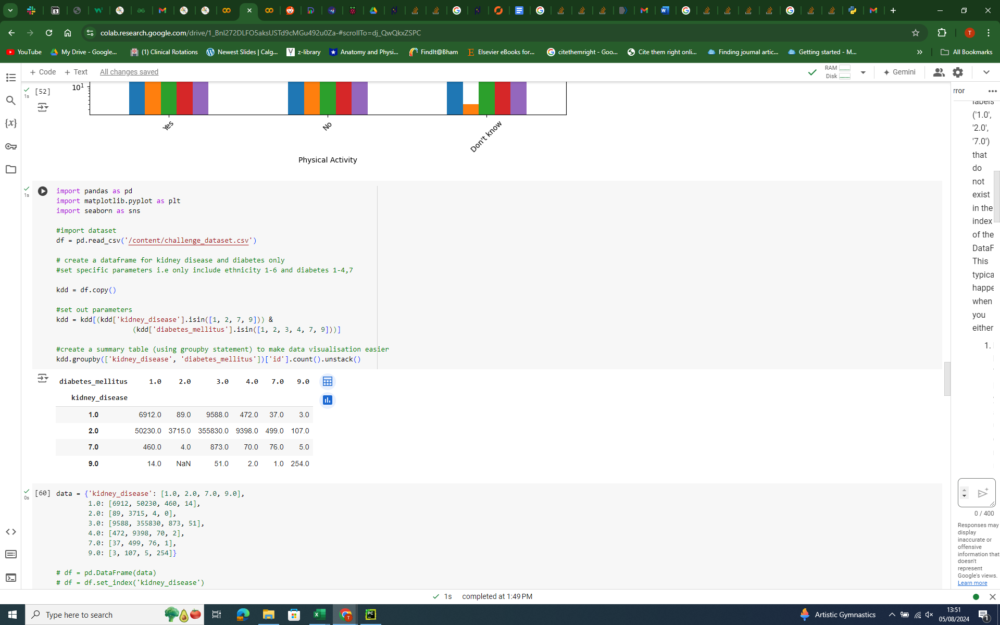 colab.research.google.com/drive/1_BnI272DLFO5aksUSTd9cMGu492u0Za-#scrollTo=dj_QwQkxZSPC
T
YouTube
My Drive - Google...
(1) Clinical Rotations
Newest Slides | Calg...
z-library
Anatomy and Physi...
FindIt@Bham
Elsevier eBooks for...
citethemright - Goo...
Cite them right onli...
Finding journal artic...
Getting started - M...
All Bookmarks
+ Code
+ Text
All changes saved
RAM
Disk
Gemini
[52]
1s
10¹
Yes
No
Don't know
Physical Activity
1s
import pandas as pd
import matplotlib.pyplot as plt
import seaborn as sns
#import dataset
df = pd.read_csv('/content/challenge_dataset.csv')
# create a dataframe for kidney disease and diabetes only
#set specific parameters i.e only include ethnicity 1-6 and diabetes 1-4,7
kdd = df.copy()
#set out parameters
kdd = kdd[(kdd['kidney_disease'].isin([1, 2, 7, 9])) &
(kdd['diabetes_mellitus'].isin([1, 2, 3, 4, 7, 9]))]
#create a summary table (using groupby statement) to make data visualisation easier
kdd.groupby(['kidney_disease', 'diabetes_mellitus'])['id'].count().unstack()
diabetes_mellitus 1.0 2.0 3.0 4.0 7.0 9.0
kidney_disease
1.0 6912.0 89.0 9588.0 472.0 37.0 3.0
2.0 50230.0 3715.0 355830.0 9398.0 499.0 107.0
7.0 460.0 4.0 873.0 70.0 76.0 5.0
9.0 14.0 NaN 51.0 2.0 1.0 254.0
[60]
0s
data = {'kidney_disease': [1.0, 2.0, 7.0, 9.0],
1.0: [6912, 50230, 460, 14],
2.0: [89, 3715, 4, 0],
3.0: [9588, 355830, 873, 51],
4.0: [472, 9398, 70, 2],
7.0: [37, 499, 76, 1],
9.0: [3, 107, 5, 254]}
# df = pd.DataFrame(data)
# df = df.set_index('kidney_disease')
rror
labels
('1.0',
'2.0',
'7.0')
that
do
not
exist
in the
index
of the
DataF
This
typica
happe
when
you
either
1.
0 / 400
Responses may
display
inaccurate or
offensive
information that
doesn't
represent
Google's views.
Learn more
1s
completed at 1:49 PM
Type here to search
Artistic Gymnastics
13:51
05/08/2024
1